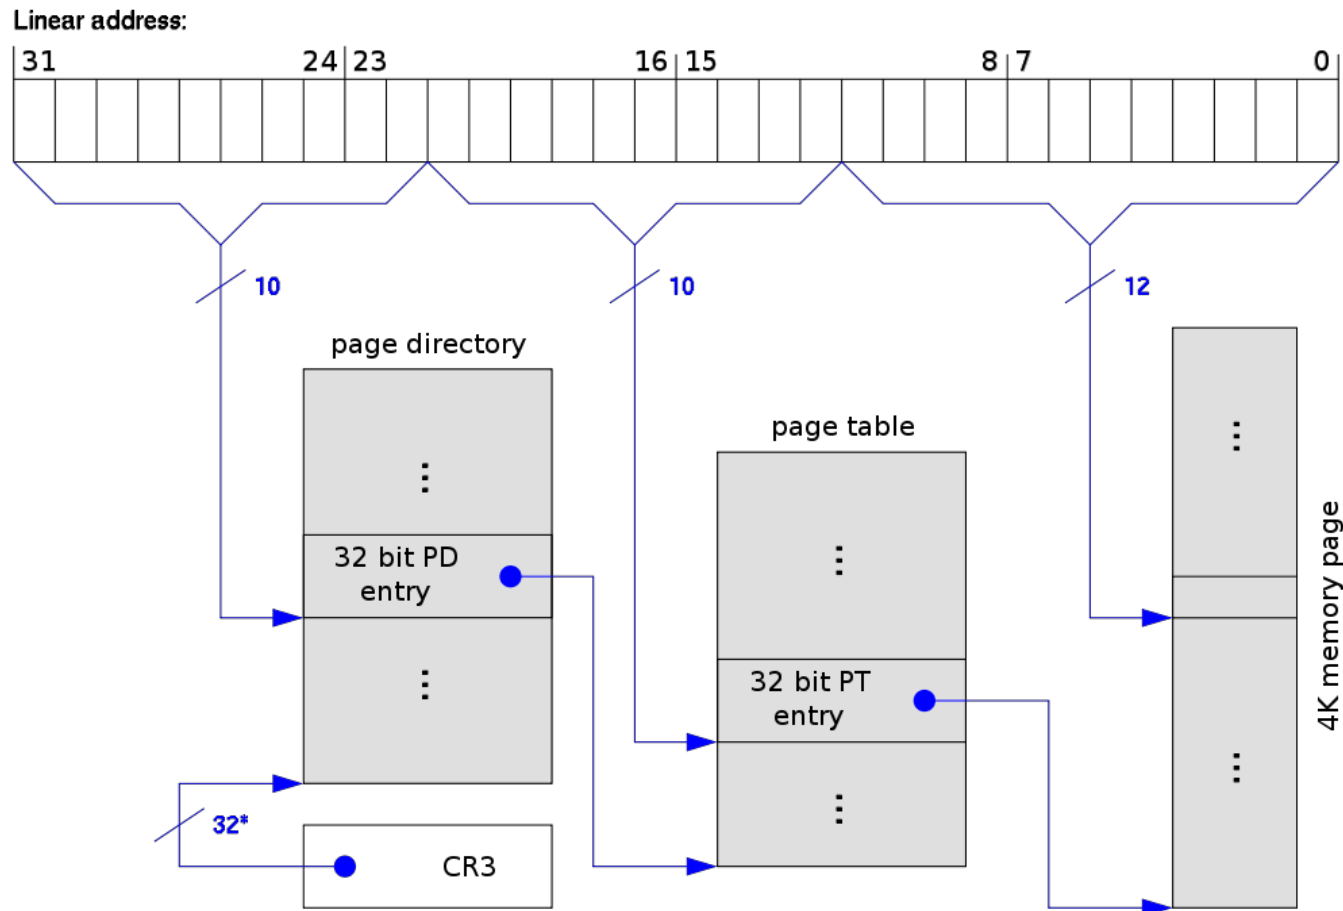 Linear address:
31 24 23 16 15 8 7 0
10 10 12
page directory
page table
32 bit PD
entry
32 bit PT
entry
4K memory page
32*
CR3